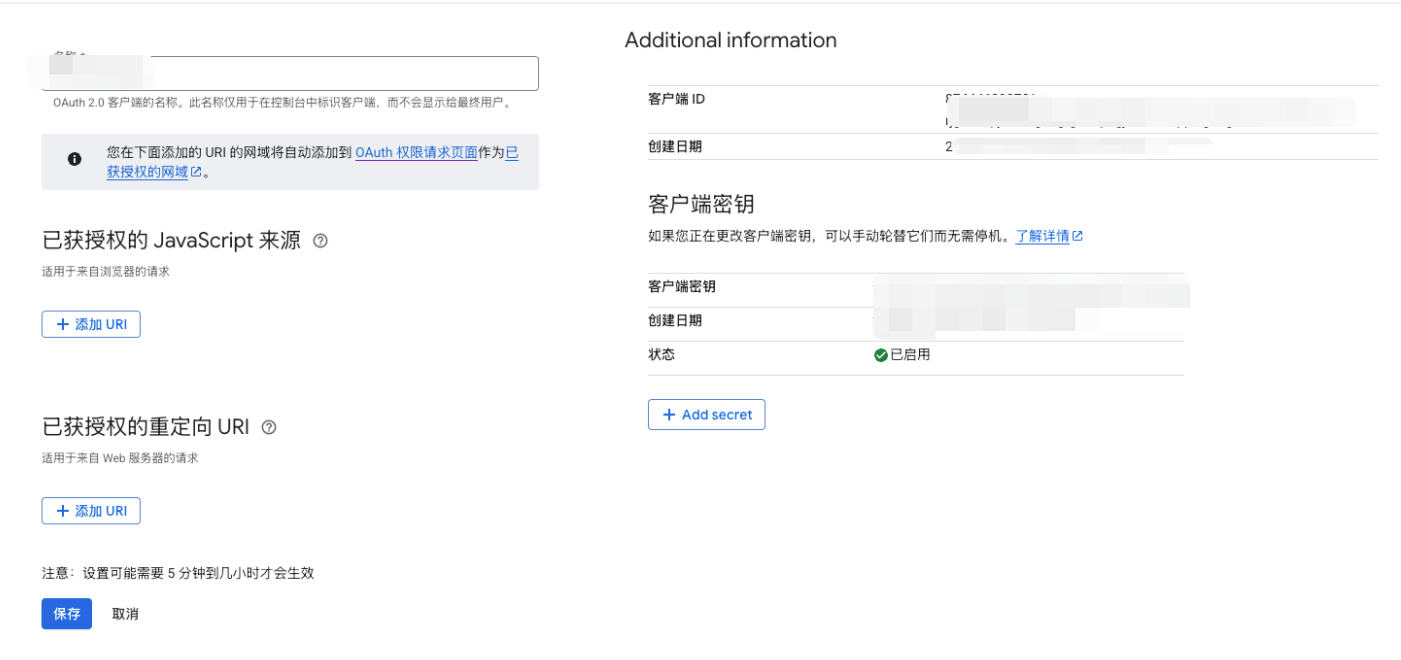 OAuth 2.0 客户端的名称。此名称仅用于在控制台中标识客户端，而不会显示给最终用户。
您在下面添加的 URI 的网域将自动添加到 OAuth 权限请求页面作为已
获授权的网域。
已获授权的 JavaScript 来源
适用于来自浏览器的请求
+ 添加 URI
已获授权的重定向 URI
适用于来自 Web 服务器的请求
+ 添加 URI
注意：设置可能需要 5 分钟到几小时才会生效
保存 取消
Additional information
客户端 ID
创建日期 2
客户端密钥
如果您正在更改客户端密钥，可以手动轮替它们而无需停机。了解详情
客户端密钥
创建日期
状态 已启用
+ Add secret